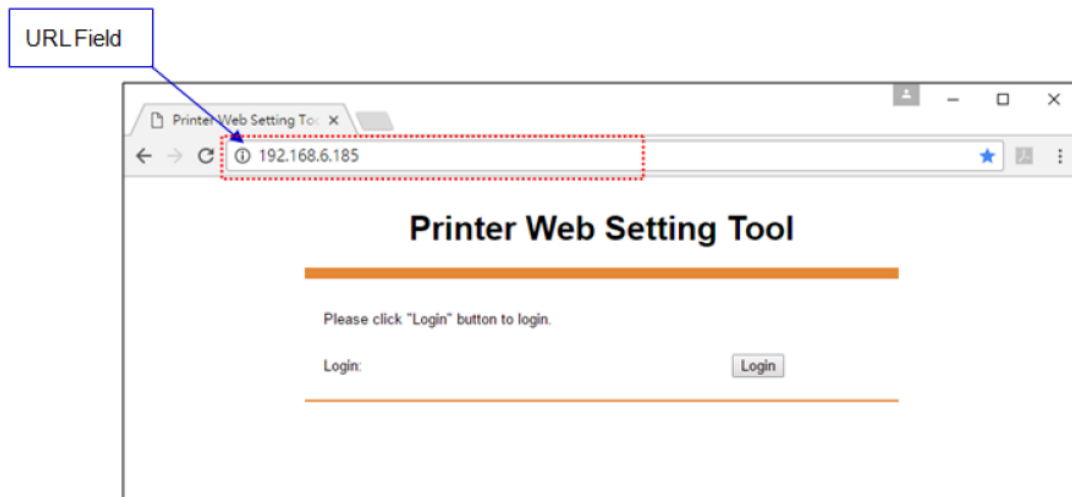 URL Field
Printer Web Setting To
192.168.6.185
Printer Web Setting Tool
Please click "Login" button to login.
Login:
Login